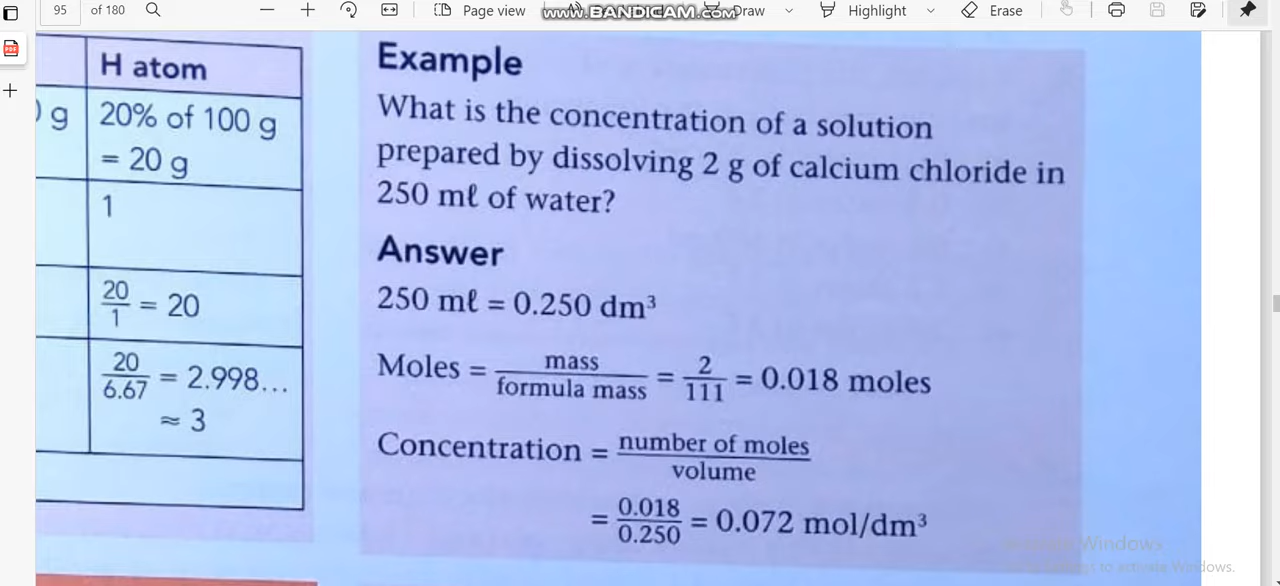 95 of 180 Page view Draw Highlight Erase
www.BANDICAM.com
H atom
g 20% of 100 g
= 20 g
1
20/1 = 20
20/6.67 = 2.998...
≈ 3
Example
What is the concentration of a solution
prepared by dissolving 2 g of calcium chloride in
250 mℓ of water?
Answer
250 mℓ = 0.250 dm³
Moles = mass/formula mass = 2/111 = 0.018 moles
Concentration = number of moles/volume
= 0.018/0.250 = 0.072 mol/dm³
Windows
to activate Windows.